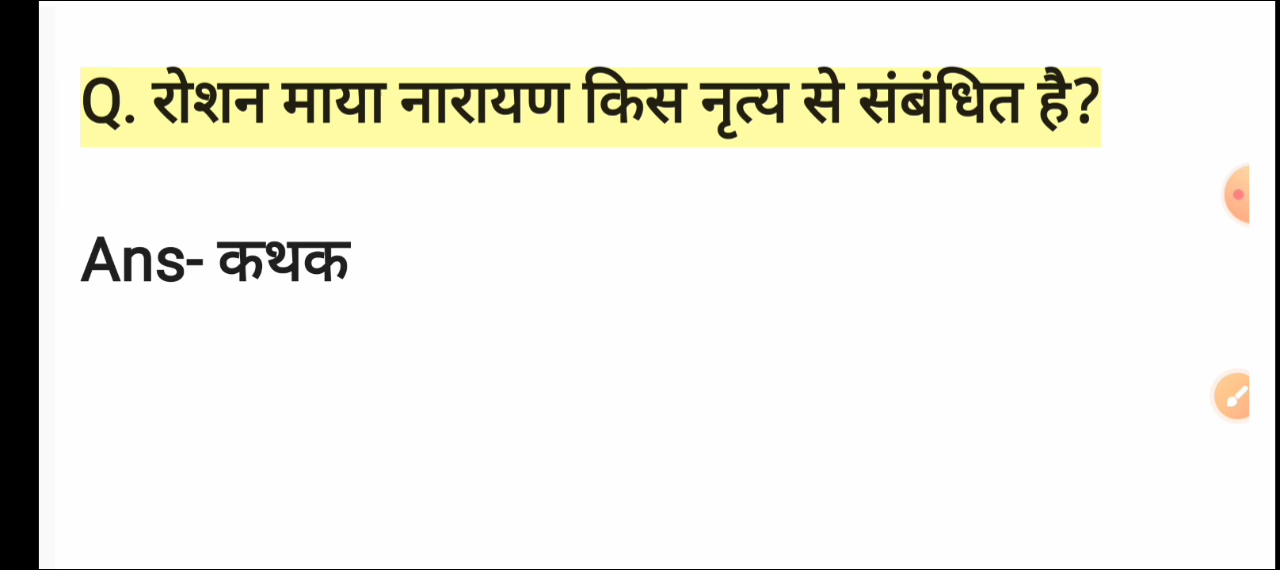 Q. रोशन माया नारायण किस नृत्य से संबंधित है?
Ans- कथक